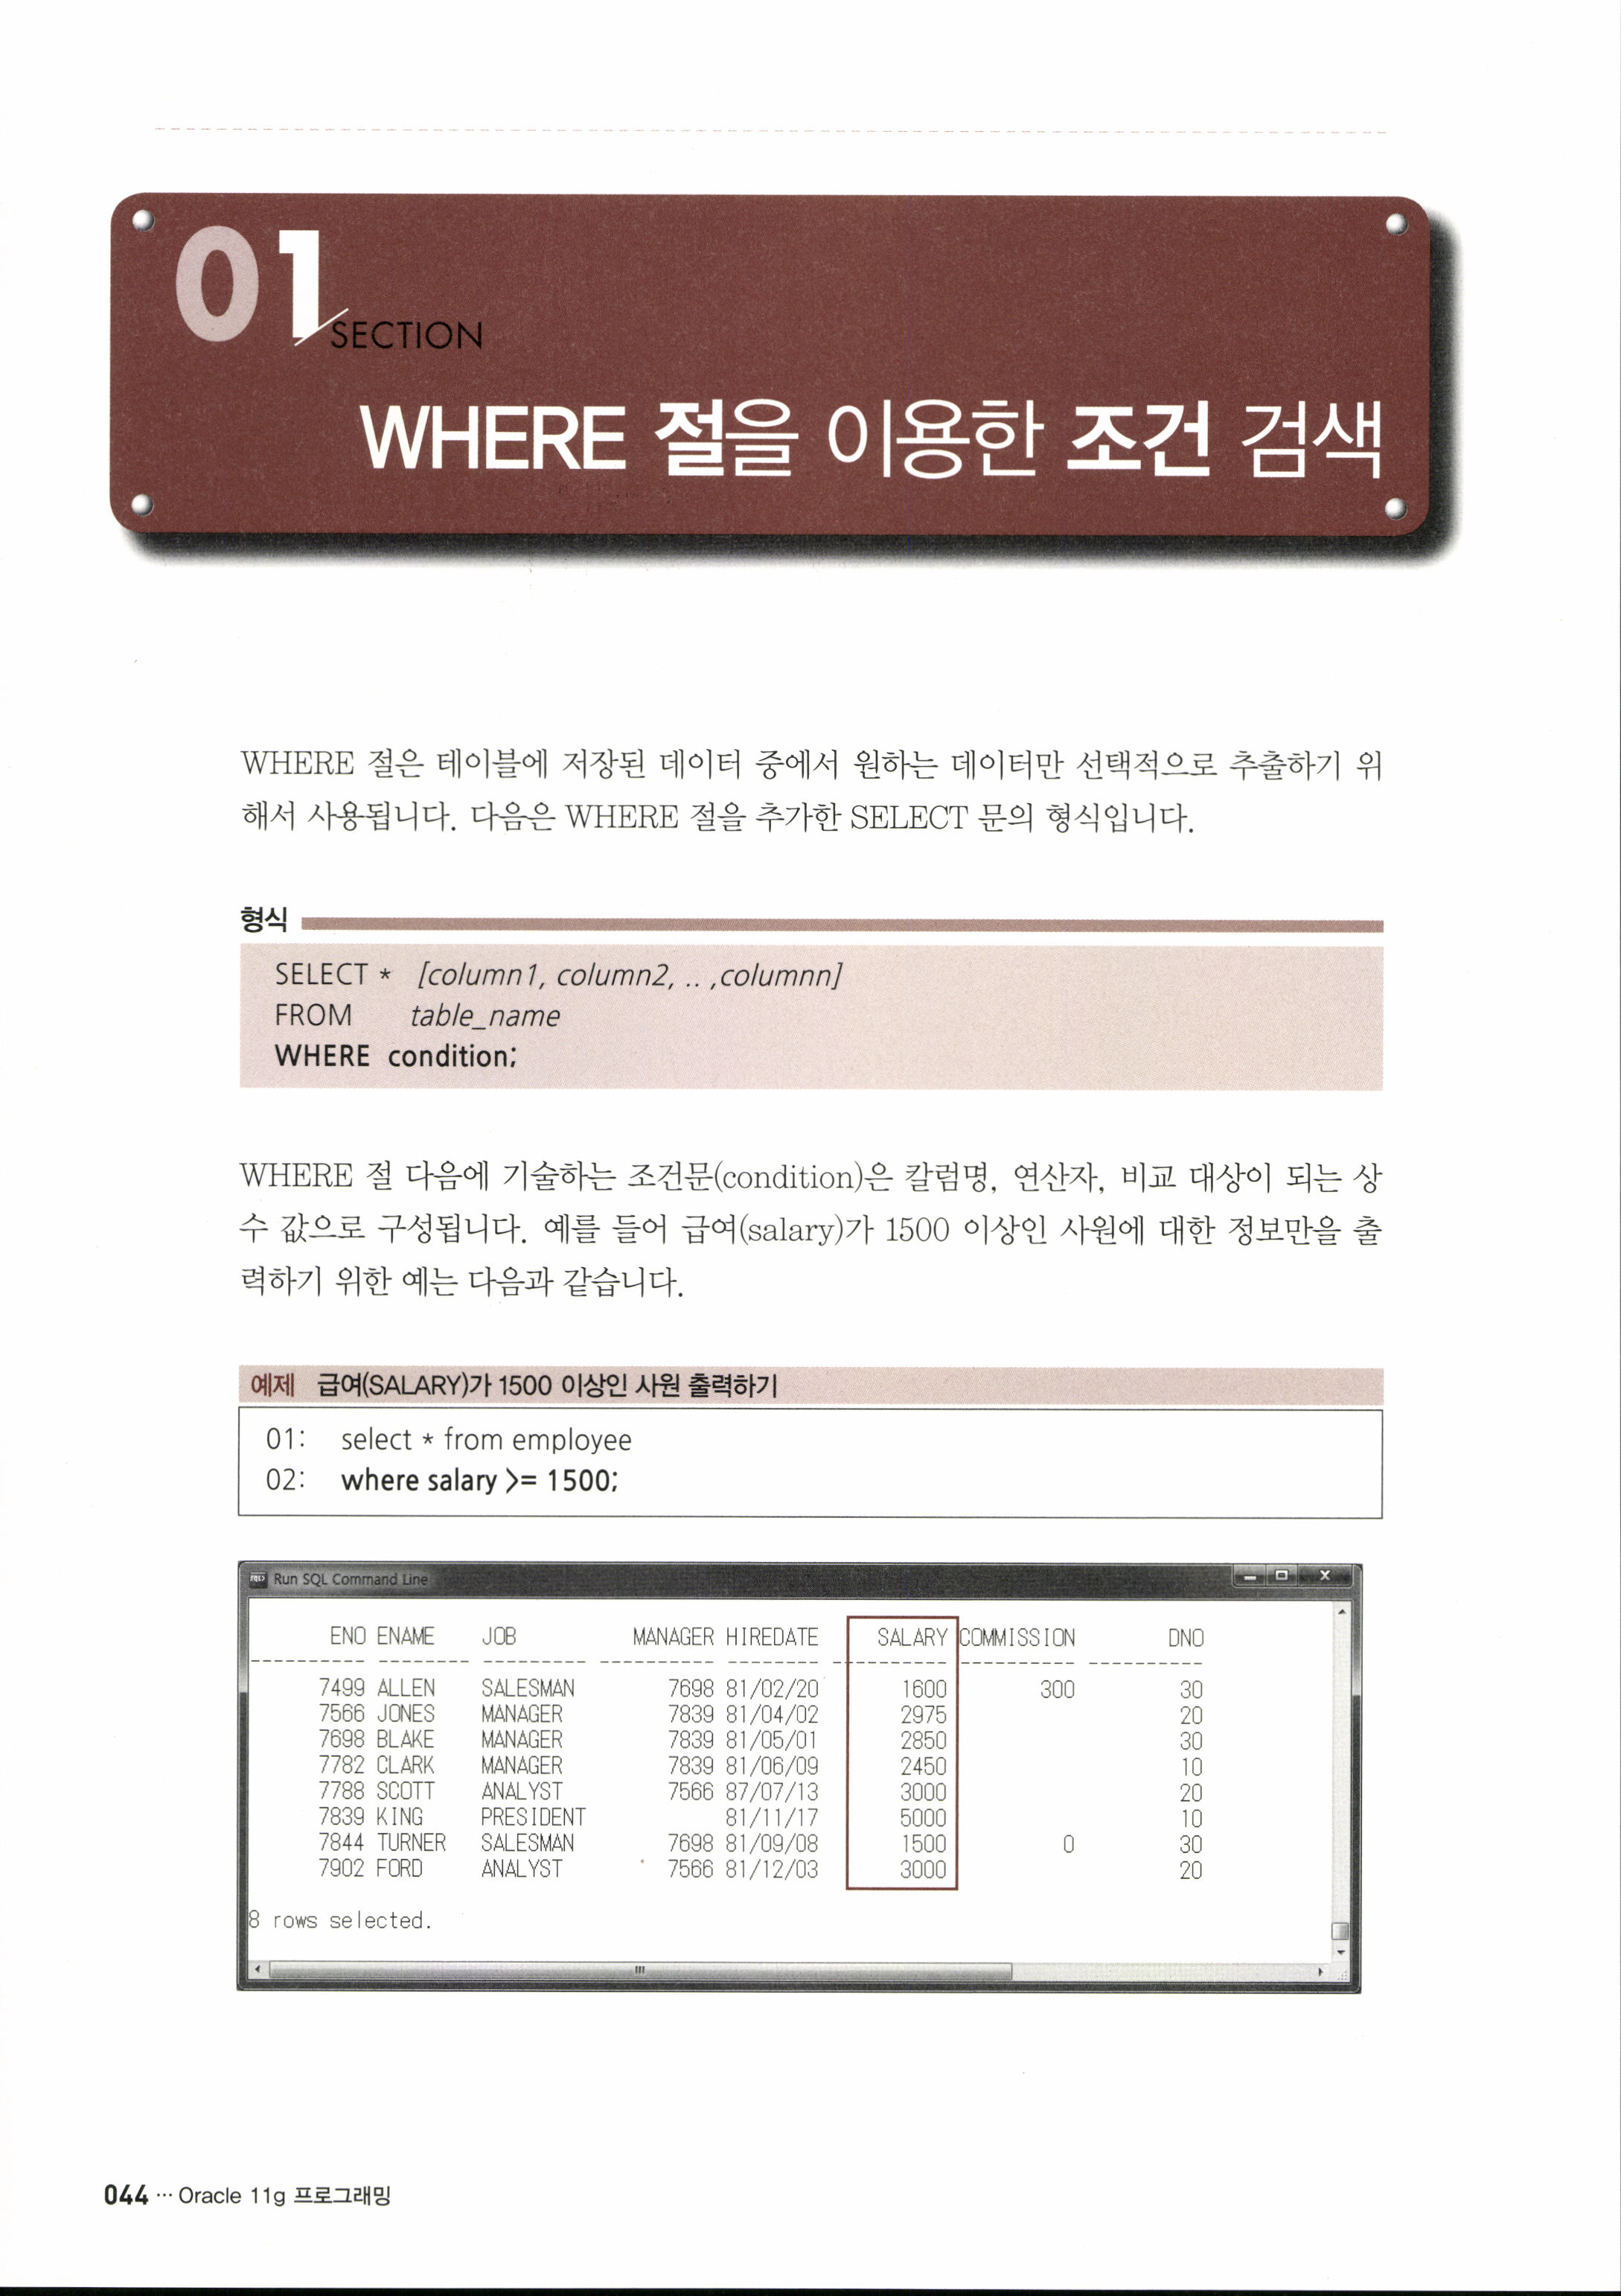 01 SECTION
WHERE 절을 이용한 조건 검색
WHERE 절은 테이블에 저장된 데이터 중에서 원하는 데이터만 선택적으로 추출하기 위
해서 사용됩니다. 다음은 WHERE 절을 추가한 SELECT 문의 형식입니다.
형식
SELECT * [column1, column2, .. ,columnn]
FROM table_name
WHERE condition;
WHERE 절 다음에 기술하는 조건문(condition)은 칼럼명, 연산자, 비교 대상이 되는 상
수 값으로 구성됩니다. 예를 들어 급여(salary)가 1500 이상인 사원에 대한 정보만을 출
력하기 위한 예는 다음과 같습니다.
예제 급여(SALARY)가 1500 이상인 사원 출력하기
01: select * from employee
02: where salary >= 1500;
Run SQL Command Line
ENO ENAME JOB MANAGER HIREDATE SALARY COMMISSION DNO
---------- ---------- ---------- ---------- -------- ---------- ---------- ----------
7499 ALLEN SALESMAN 7698 81/02/20 1600 300 30
7566 JONES MANAGER 7839 81/04/02 2975 20
7698 BLAKE MANAGER 7839 81/05/01 2850 30
7782 CLARK MANAGER 7839 81/06/09 2450 10
7788 SCOTT ANALYST 7566 87/07/13 3000 20
7839 KING PRESIDENT 81/11/17 5000 10
7844 TURNER SALESMAN 7698 81/09/08 1500 0 30
7902 FORD ANALYST 7566 81/12/03 3000 20
8 rows selected.
044 ··· Oracle 11g 프로그래밍